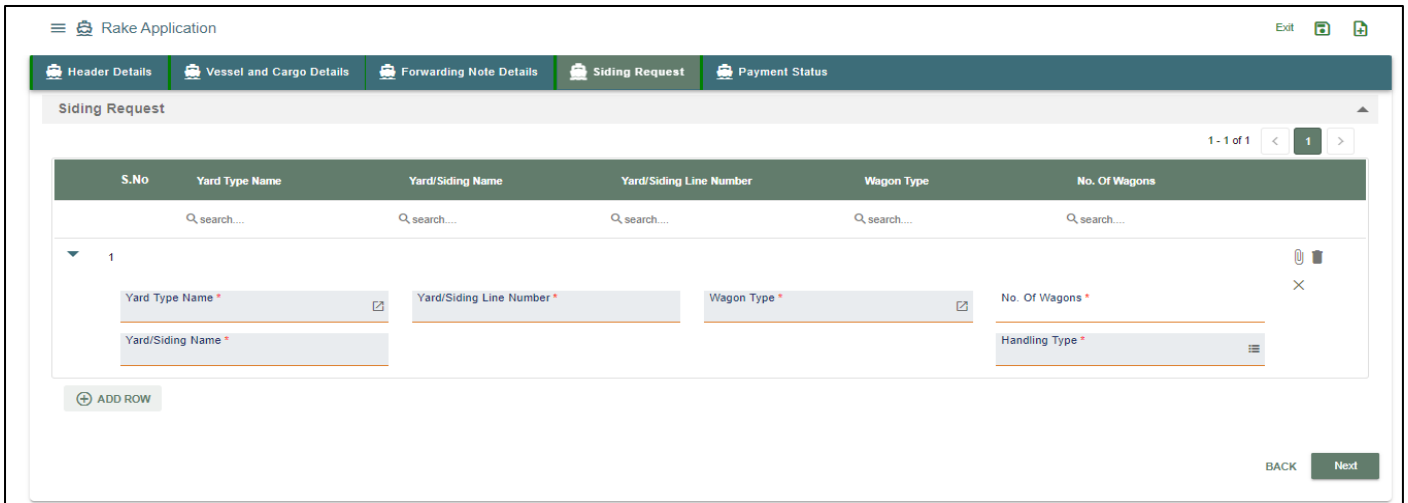 Rake Application
Exit
Header Details Vessel and Cargo Details Forwarding Note Details Siding Request Payment Status
Siding Request
1 - 1 of 1 < 1 >
S.No Yard Type Name Yard/Siding Name Yard/Siding Line Number Wagon Type No. Of Wagons
search.... search.... search.... search.... search....
1
Yard Type Name * Yard/Siding Line Number * Wagon Type * No. Of Wagons *
Yard/Siding Name * Handling Type *
ADD ROW
BACK Next